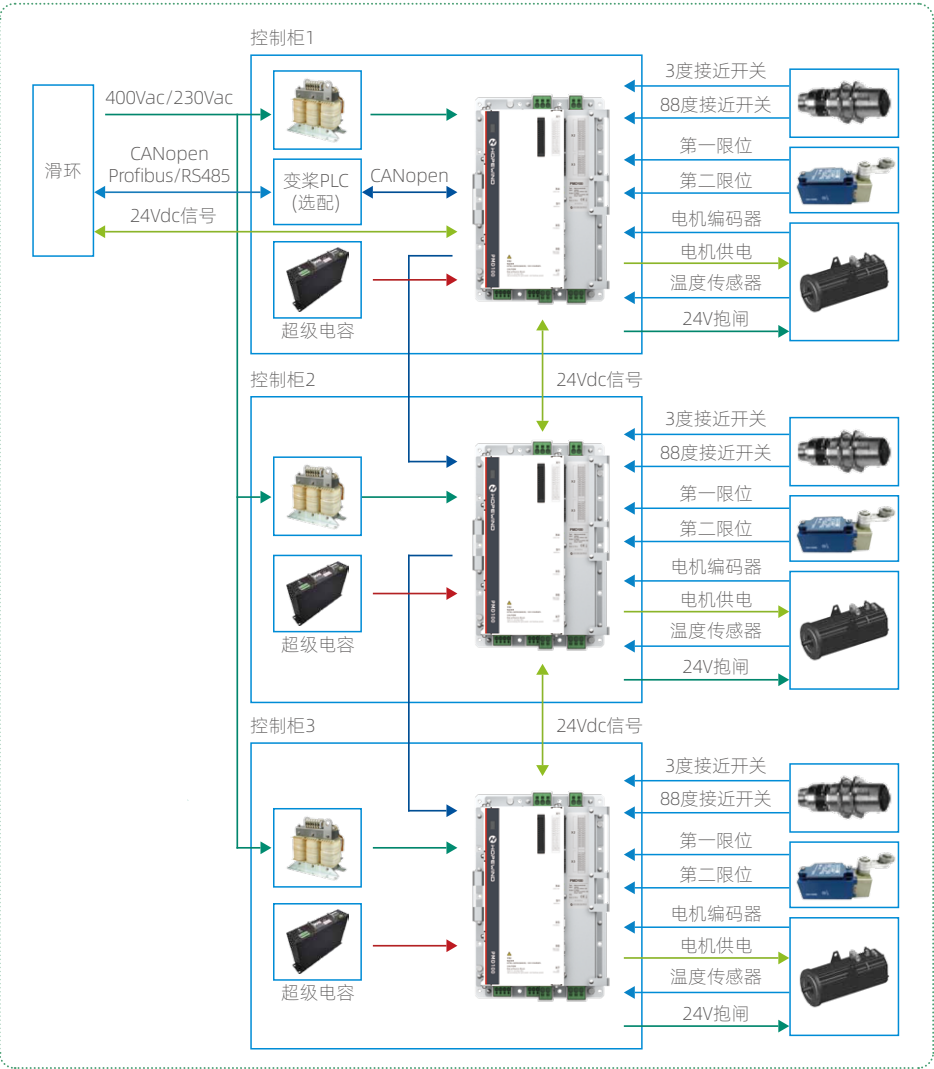 控制柜1
滑环
400Vac/230Vac
CANopen
Profibus/RS485
24Vdc信号
变桨PLC
(选配)
CANopen
超级电容
HOPEWIND
PMD100
3度接近开关
88度接近开关
第一限位
第二限位
电机编码器
电机供电
温度传感器
24V抱闸
24Vdc信号
控制柜2
超级电容
HOPEWIND
PMD100
3度接近开关
88度接近开关
第一限位
第二限位
电机编码器
电机供电
温度传感器
24V抱闸
24Vdc信号
控制柜3
超级电容
HOPEWIND
PMD100
3度接近开关
88度接近开关
第一限位
第二限位
电机编码器
电机供电
温度传感器
24V抱闸